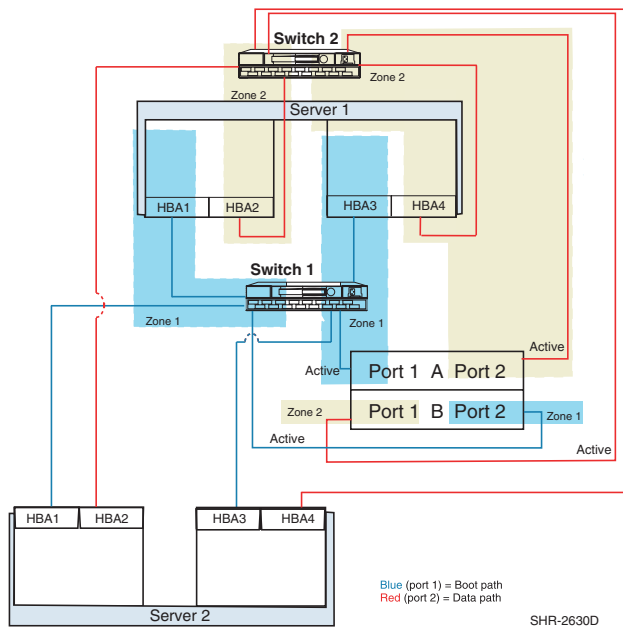 Switch 2
Zone 2
Zone 2
Server 1
HBA1
HBA2
HBA3
HBA4
Switch 1
Zone 1
Zone 1
Active
Active
Port 1 A Port 2
Zone 2
Port 1 B Port 2
Zone 1
Active
Active
HBA1
HBA2
HBA3
HBA4
Server 2
Blue (port 1) = Boot path
Red (port 2) = Data path
SHR-2630D